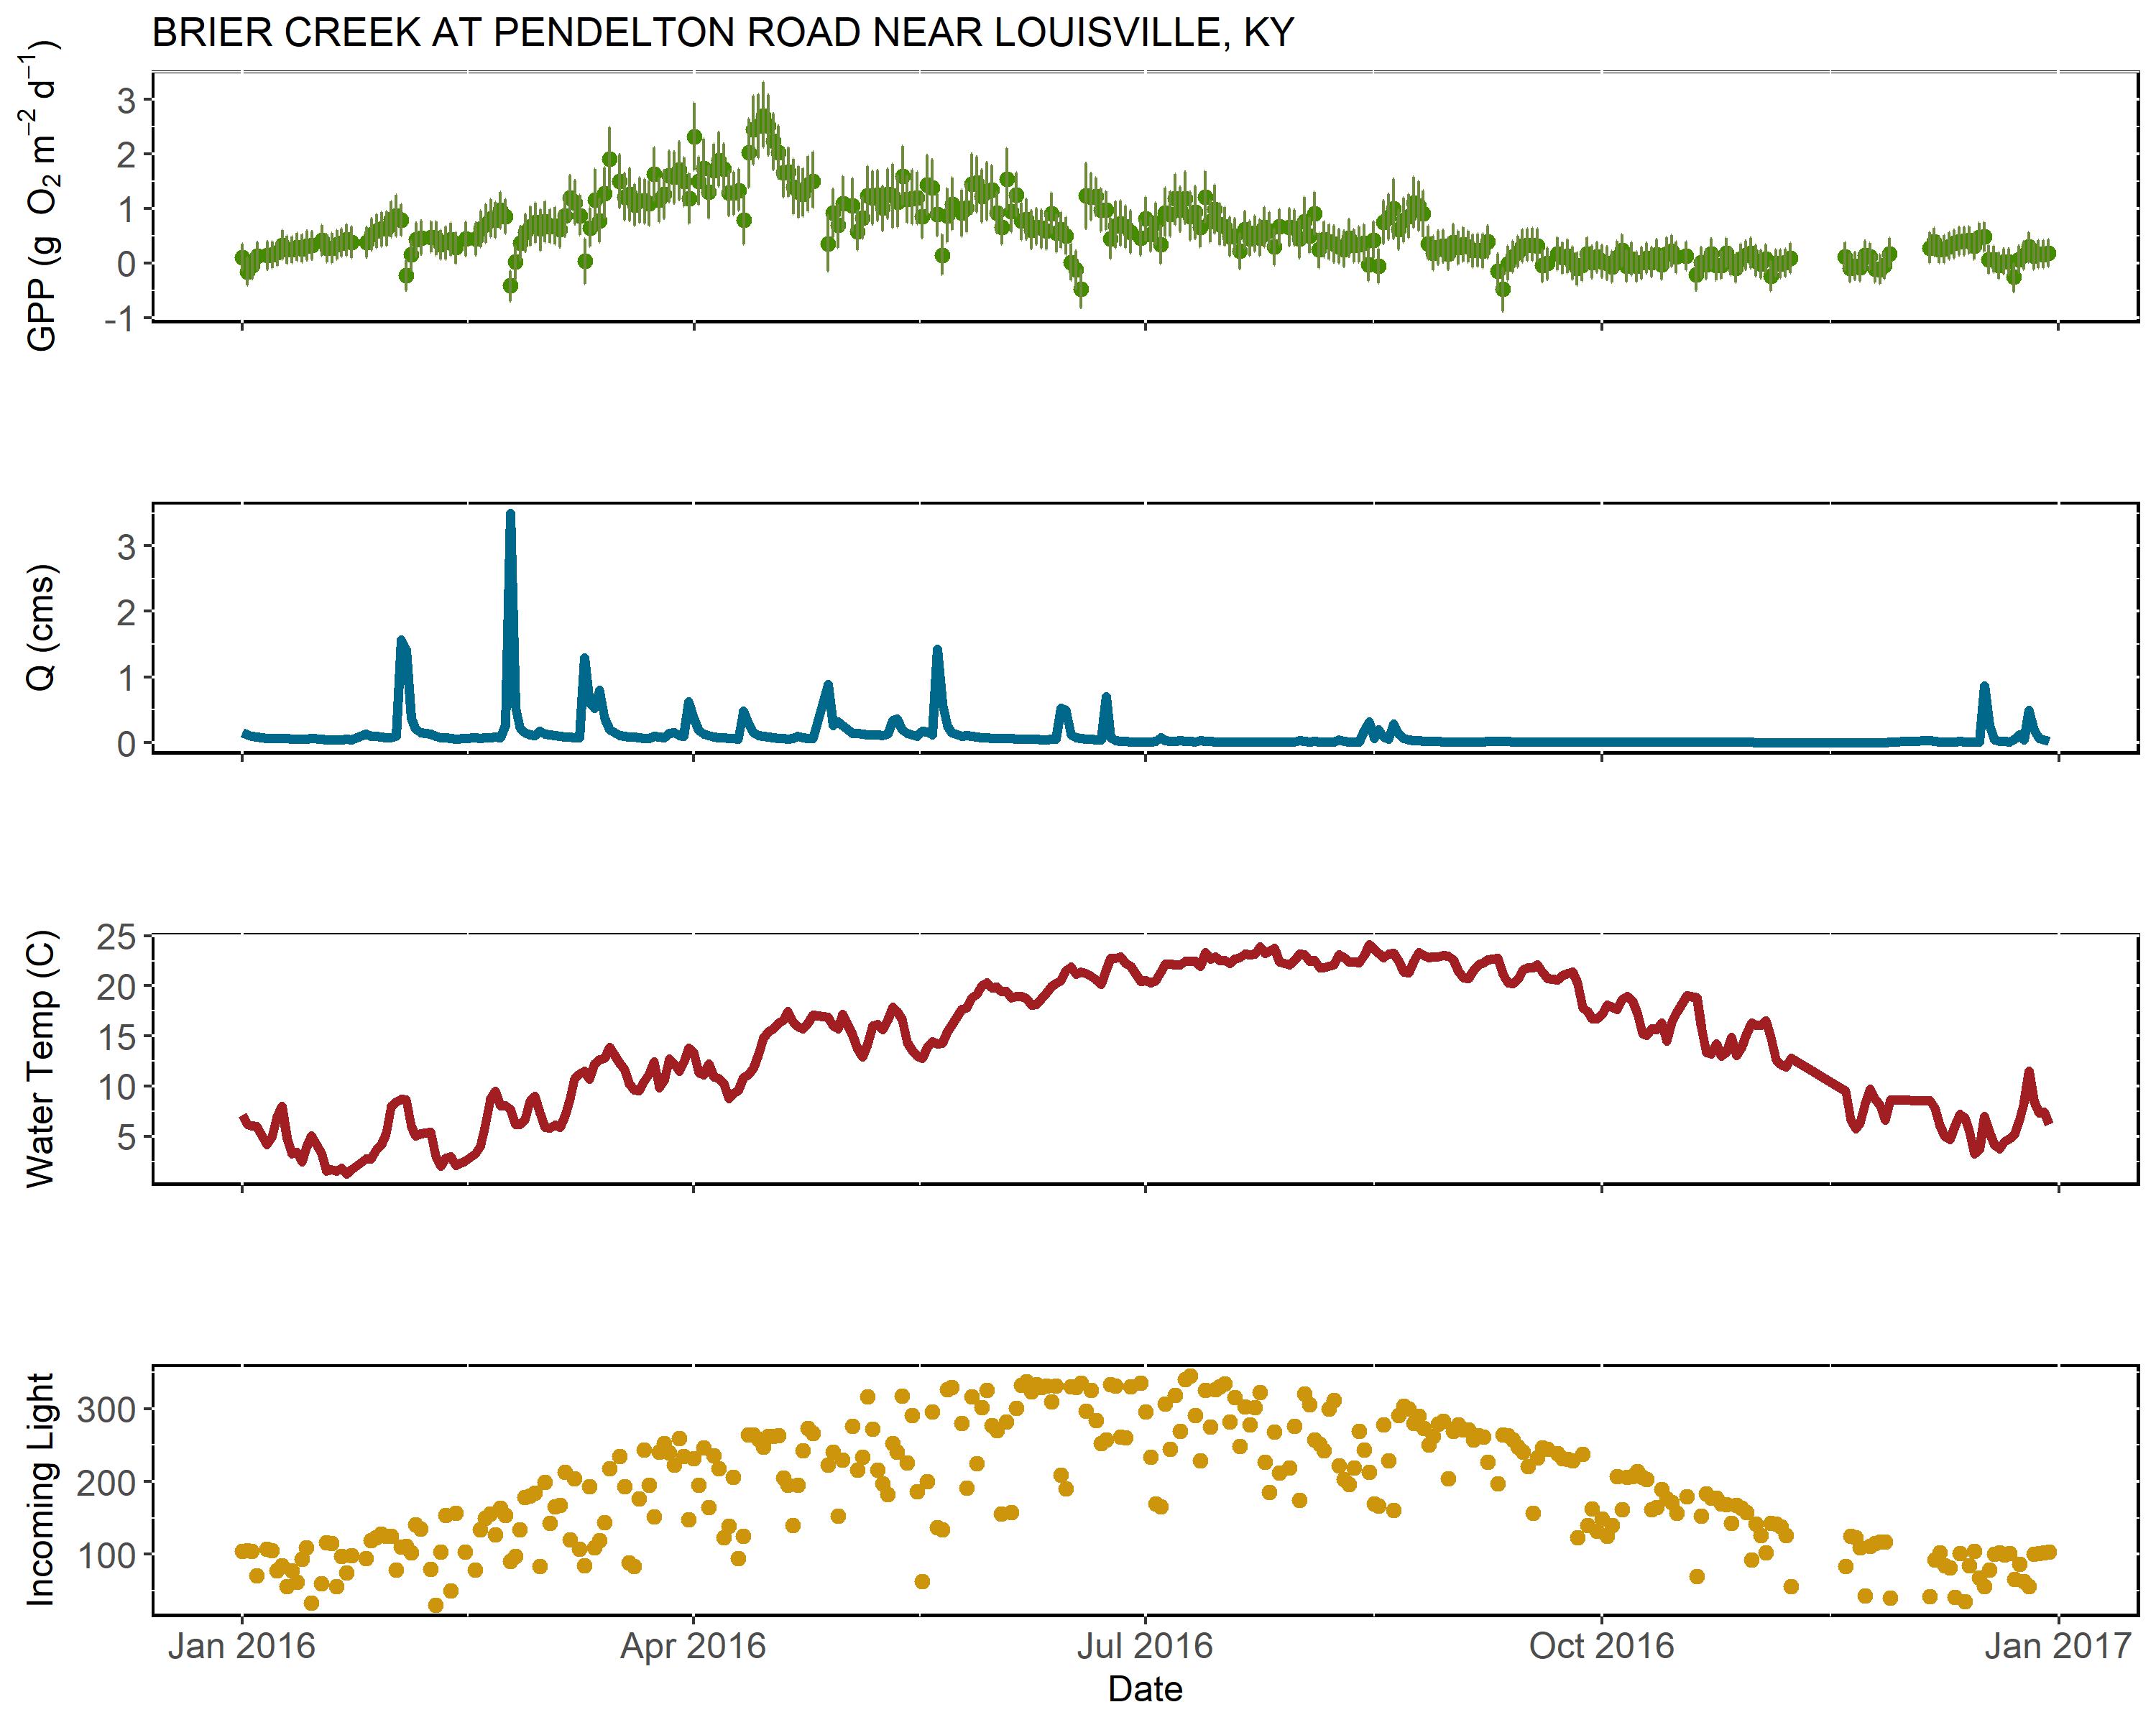 BRIER CREEK AT PENDELTON ROAD NEAR LOUISVILLE, KY
GPP (g O₂ m⁻² d⁻¹)
3
2
1
0
-1
Q (cms)
3
2
1
0
Water Temp (C)
25
20
15
10
5
Incoming Light
300
200
100
Jan 2016 Apr 2016 Jul 2016 Oct 2016 Jan 2017
Date